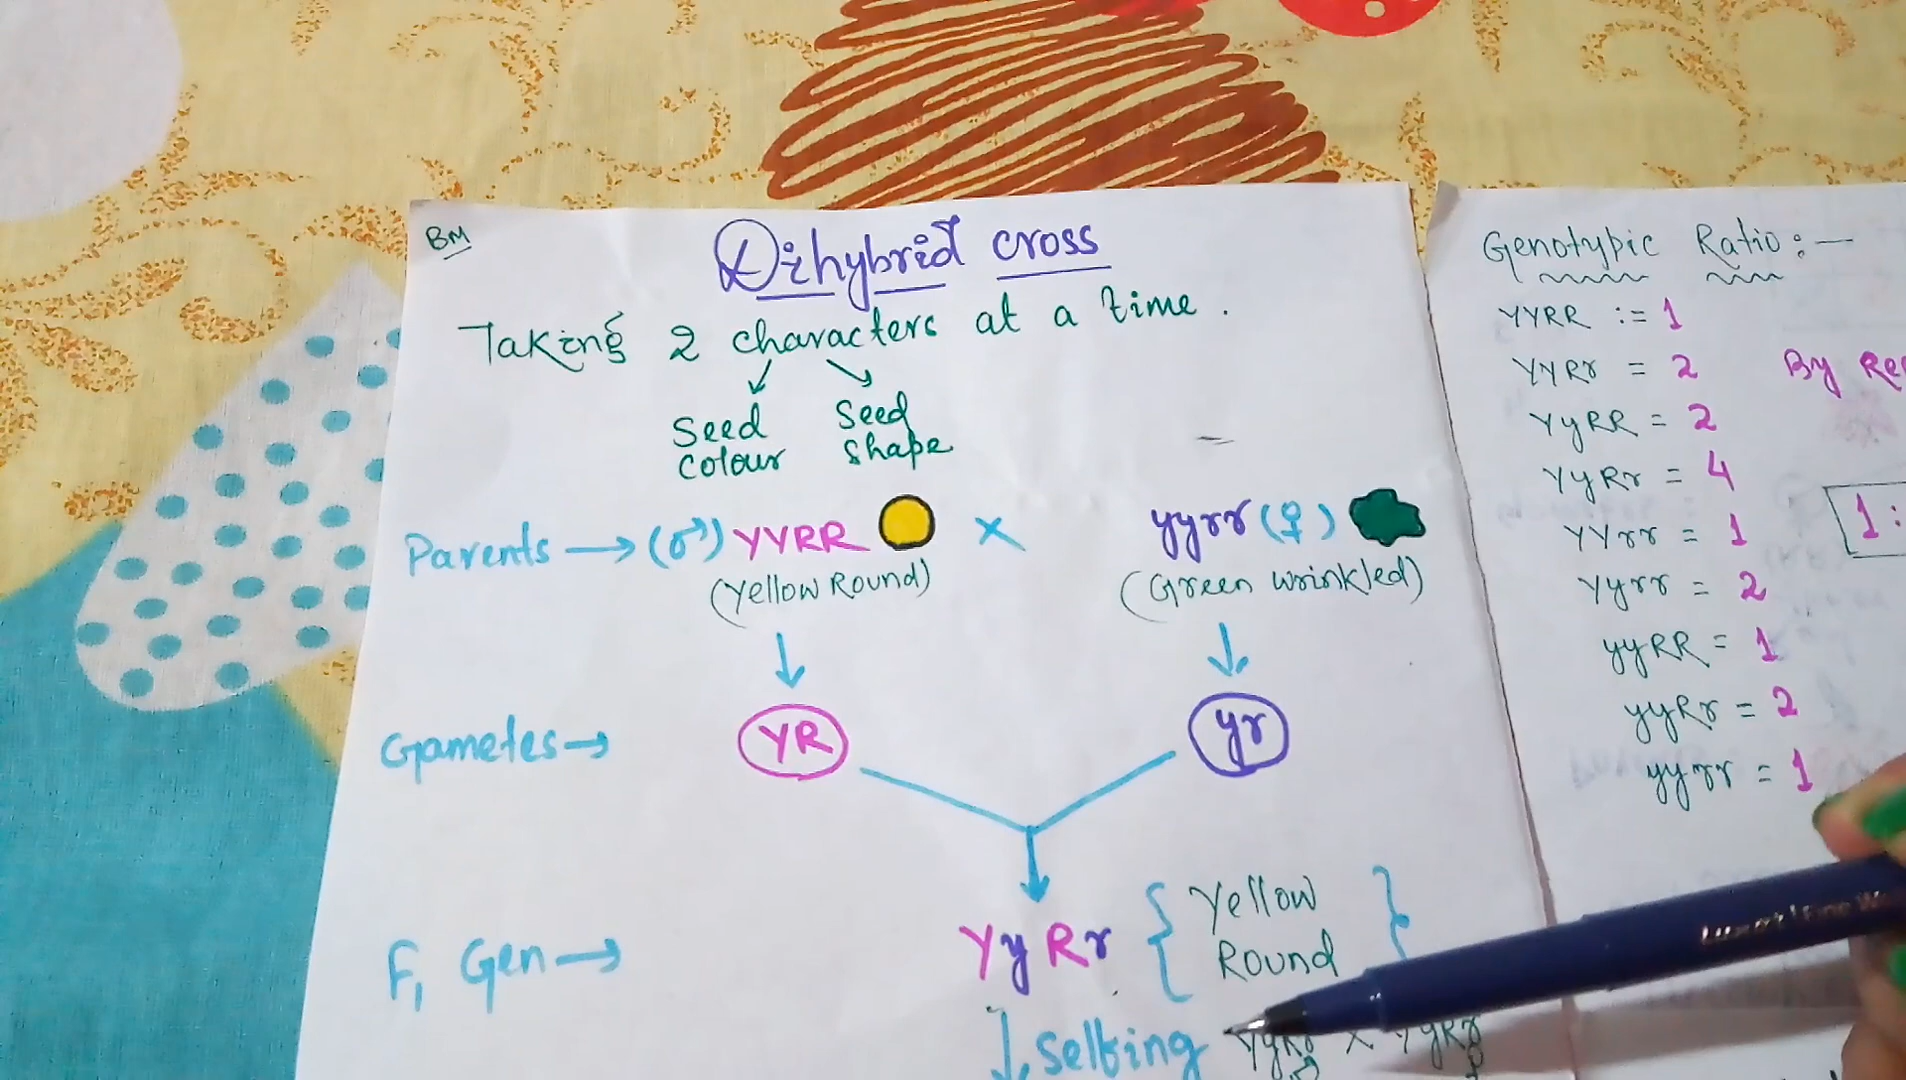 BM
Dihybrid cross
Taking 2 characters at a time.
Seed colour
Seed shape
Parents → (♂) YYRR × yyrr (♀)
(Yellow Round) (Green wrinkled)
Gametes → YR yr
F1 Gen → YyRr { Yellow Round }
↓ selfing YyRr × YyRr
Genotypic Ratio :—
YYRR := 1
YYRr = 2
By
YyRR = 2
YyRr = 4
YYrr = 1
1:
Yyrr = 2
yyRR = 1
yyRr = 2
yyrr = 1